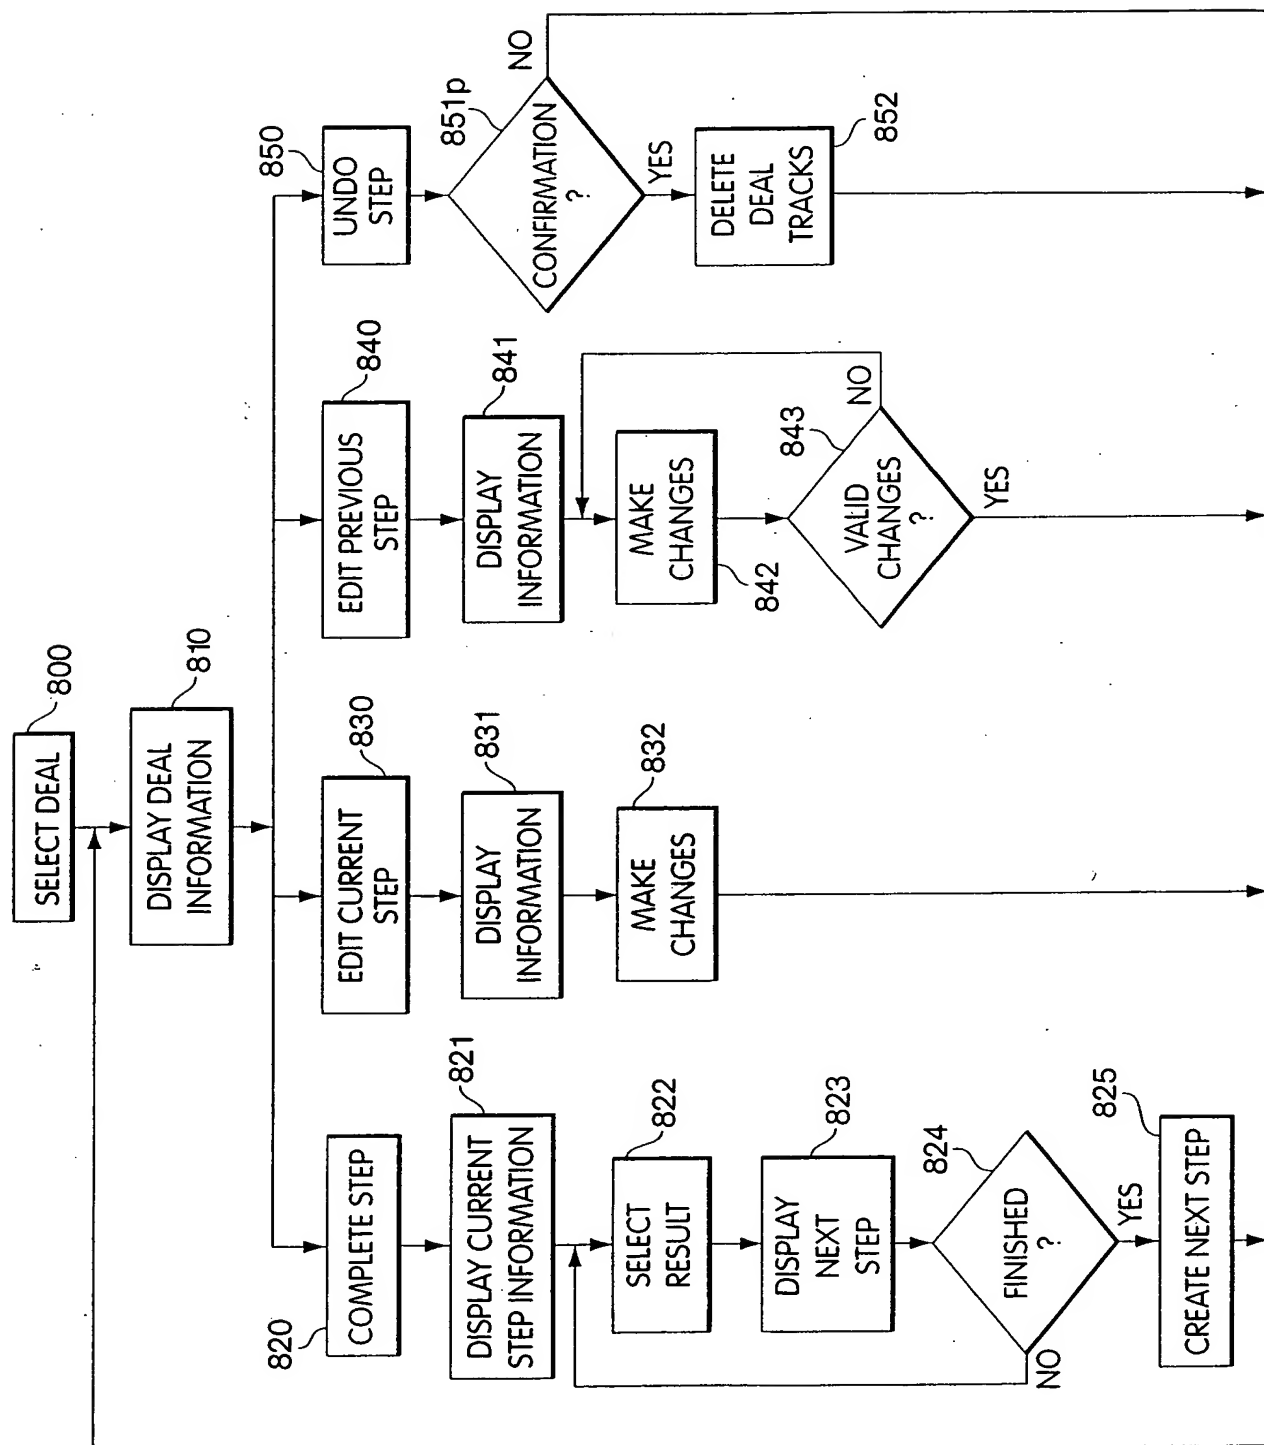 SELECT DEAL
800
DISPLAY DEAL
INFORMATION
810
COMPLETE STEP
820
DISPLAY CURRENT
STEP INFORMATION
821
SELECT
RESULT
822
DISPLAY
NEXT
STEP
823
FINISHED
?
824
NO
YES
CREATE NEXT STEP
825
EDIT CURRENT
STEP
830
DISPLAY
INFORMATION
831
MAKE
CHANGES
832
EDIT PREVIOUS
STEP
840
DISPLAY
INFORMATION
841
MAKE
CHANGES
842
VALID
CHANGES
?
843
NO
YES
UNDO
STEP
850
CONFIRMATION
?
851p
NO
YES
DELETE
DEAL
TRACKS
852